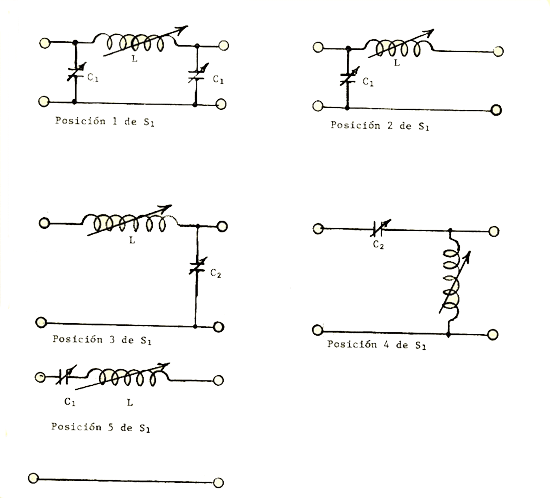 L
C1
C1
Posición 1 de S1
L
C1
Posición 2 de S1
L
C2
Posición 3 de S1
C2
Posición 4 de S1
C1 L
Posición 5 de S1